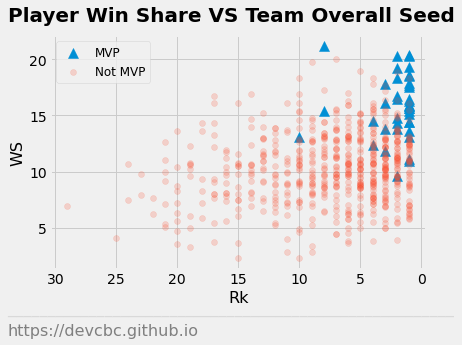 Player Win Share VS Team Overall Seed
MVP
Not MVP
20
15
10
5
WS
30 25 20 15 10 5 0
Rk
https://devcbc.github.io